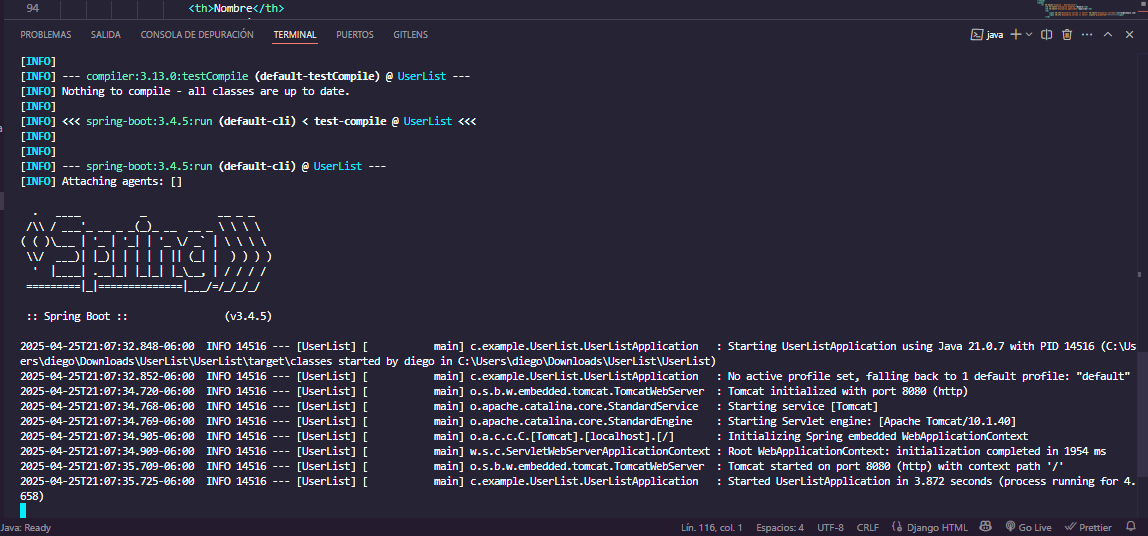 94 <th>Nombre</th>
PROBLEMAS SALIDA CONSOLA DE DEPURACIÓN TERMINAL PUERTOS GITLENS java
[INFO]
[INFO] --- compiler:3.13.0:testCompile (default-testCompile) @ UserList ---
[INFO] Nothing to compile - all classes are up to date.
[INFO]
[INFO] <<< spring-boot:3.4.5:run (default-cli) < test-compile @ UserList <<<
[INFO]
[INFO]
[INFO] --- spring-boot:3.4.5:run (default-cli) @ UserList ---
[INFO] Attaching agents: []
  .   ____          _            __ _ _
 /\\ / ___'_ __ _ _(_)_ __  __ _ \ \ \ \
( ( )\___ | '_ | '_| | '_ \/ _` | \ \ \ \
 \\/  ___)| |_)| | | | | || (_| |  ) ) ) )
  '  |____| .__|_| |_|_| |_\__, | / / / /
 =========|_|==============|___/=/_/_/_/
 :: Spring Boot ::                (v3.4.5)
2025-04-25T21:07:32.848-06:00  INFO 14516 --- [UserList] [           main] c.example.UserList.UserListApplication   : Starting UserListApplication using Java 21.0.7 with PID 14516 (C:\Us
ers\diego\Downloads\UserList\UserList\target\classes started by diego in C:\Users\diego\Downloads\UserList\UserList)
2025-04-25T21:07:32.852-06:00  INFO 14516 --- [UserList] [           main] c.example.UserList.UserListApplication   : No active profile set, falling back to 1 default profile: "default"
2025-04-25T21:07:34.720-06:00  INFO 14516 --- [UserList] [           main] o.s.b.w.embedded.tomcat.TomcatWebServer  : Tomcat initialized with port 8080 (http)
2025-04-25T21:07:34.768-06:00  INFO 14516 --- [UserList] [           main] o.apache.catalina.core.StandardService   : Starting service [Tomcat]
2025-04-25T21:07:34.769-06:00  INFO 14516 --- [UserList] [           main] o.apache.catalina.core.StandardEngine    : Starting Servlet engine: [Apache Tomcat/10.1.40]
2025-04-25T21:07:34.905-06:00  INFO 14516 --- [UserList] [           main] o.a.c.c.C.[Tomcat].[localhost].[/]       : Initializing Spring embedded WebApplicationContext
2025-04-25T21:07:34.909-06:00  INFO 14516 --- [UserList] [           main] w.s.c.ServletWebServerApplicationContext : Root WebApplicationContext: initialization completed in 1954 ms
2025-04-25T21:07:35.709-06:00  INFO 14516 --- [UserList] [           main] o.s.b.w.embedded.tomcat.TomcatWebServer  : Tomcat started on port 8080 (http) with context path '/'
2025-04-25T21:07:35.725-06:00  INFO 14516 --- [UserList] [           main] c.example.UserList.UserListApplication   : Started UserListApplication in 3.872 seconds (process running for 4.
658)
Java: Ready Lín. 116, col. 1 Espacios: 4 UTF-8 CRLF Django HTML Go Live Prettier